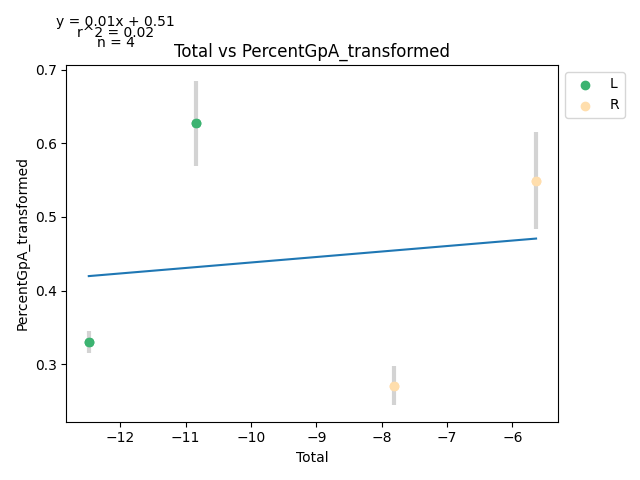 y = 0.01x + 0.51
r^2 = 0.02
n = 4
Total vs PercentGpA_transformed
L
R
PercentGpA_transformed
0.7
0.6
0.5
0.4
0.3
−12
−11
−10
−9
−8
−7
−6
Total